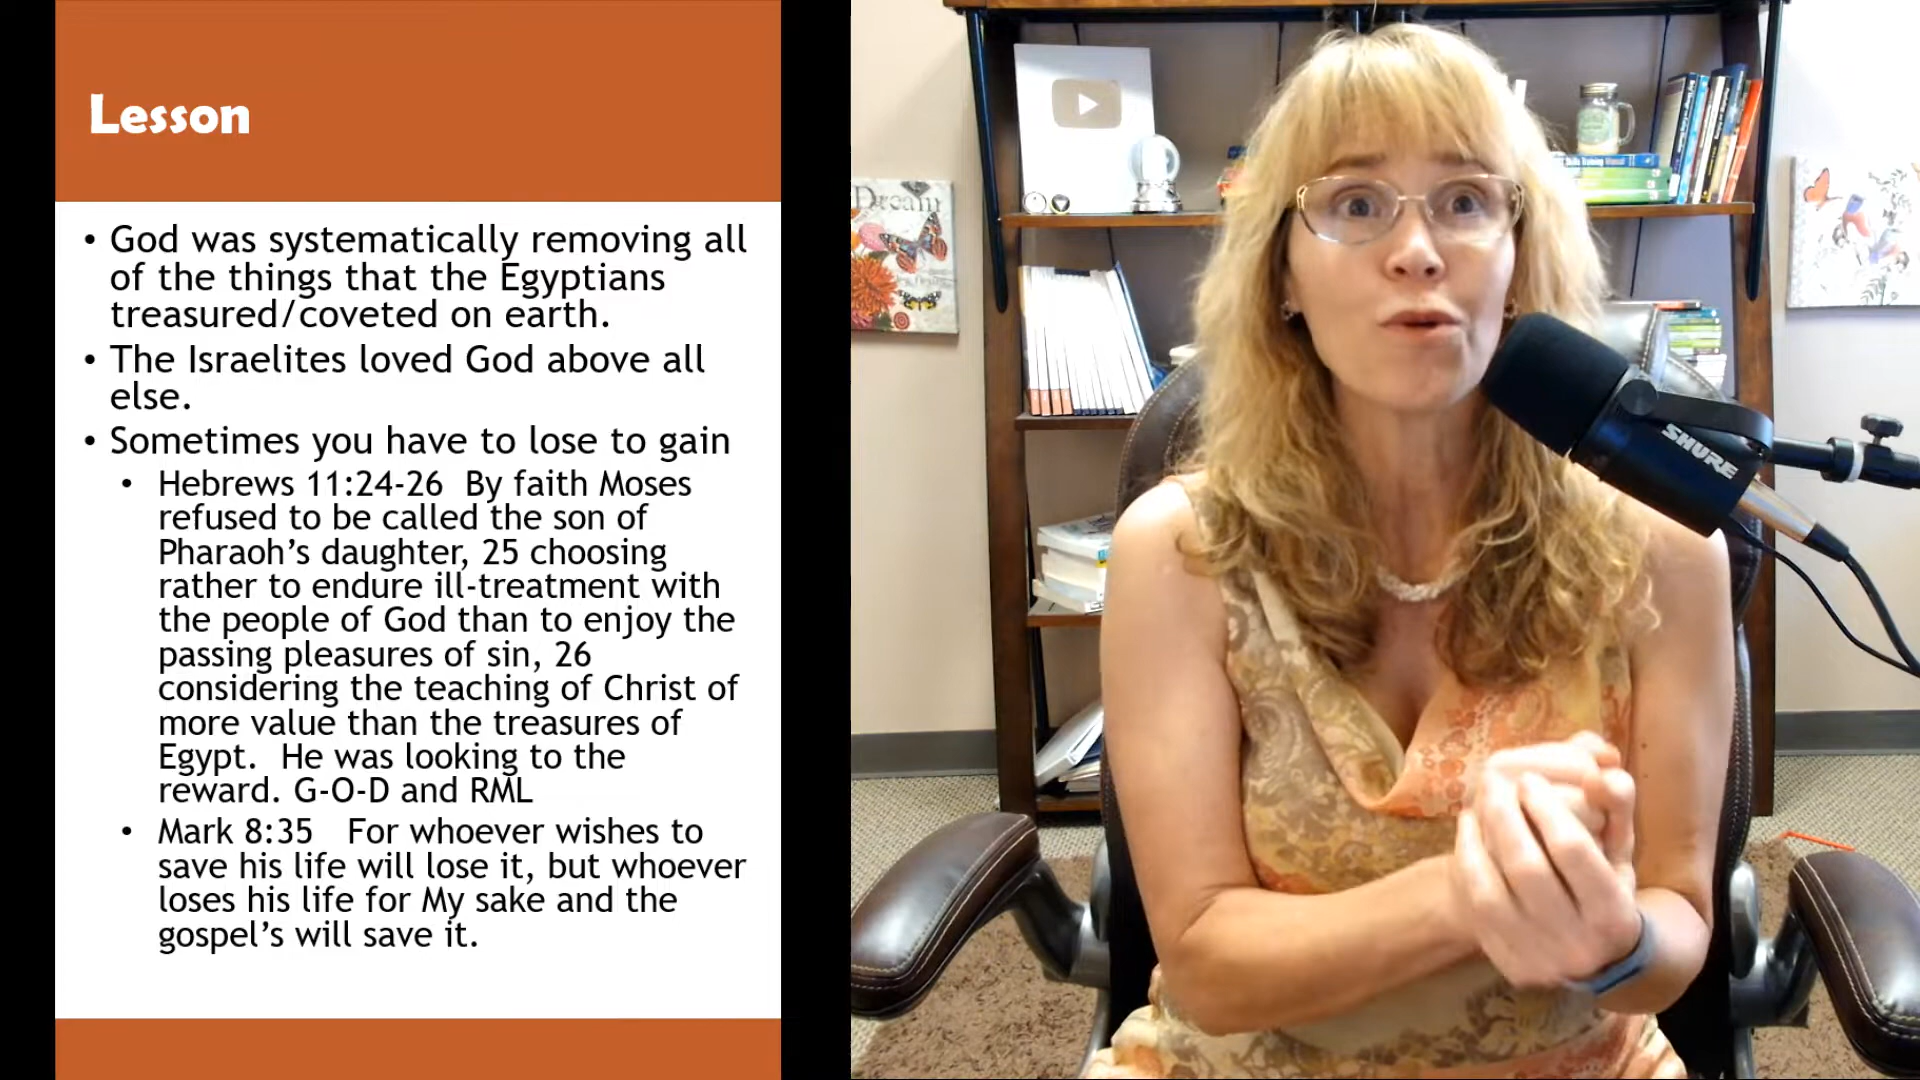 Lesson
• God was systematically removing all
of the things that the Egyptians
treasured/coveted on earth.
• The Israelites loved God above all
else.
• Sometimes you have to lose to gain
• Hebrews 11:24-26  By faith Moses
refused to be called the son of
Pharaoh’s daughter, 25 choosing
rather to endure ill-treatment with
the people of God than to enjoy the
passing pleasures of sin, 26
considering the teaching of Christ of
more value than the treasures of
Egypt.  He was looking to the
reward. G-O-D and RML
• Mark 8:35   For whoever wishes to
save his life will lose it, but whoever
loses his life for My sake and the
gospel’s will save it.
Dream
SHURE